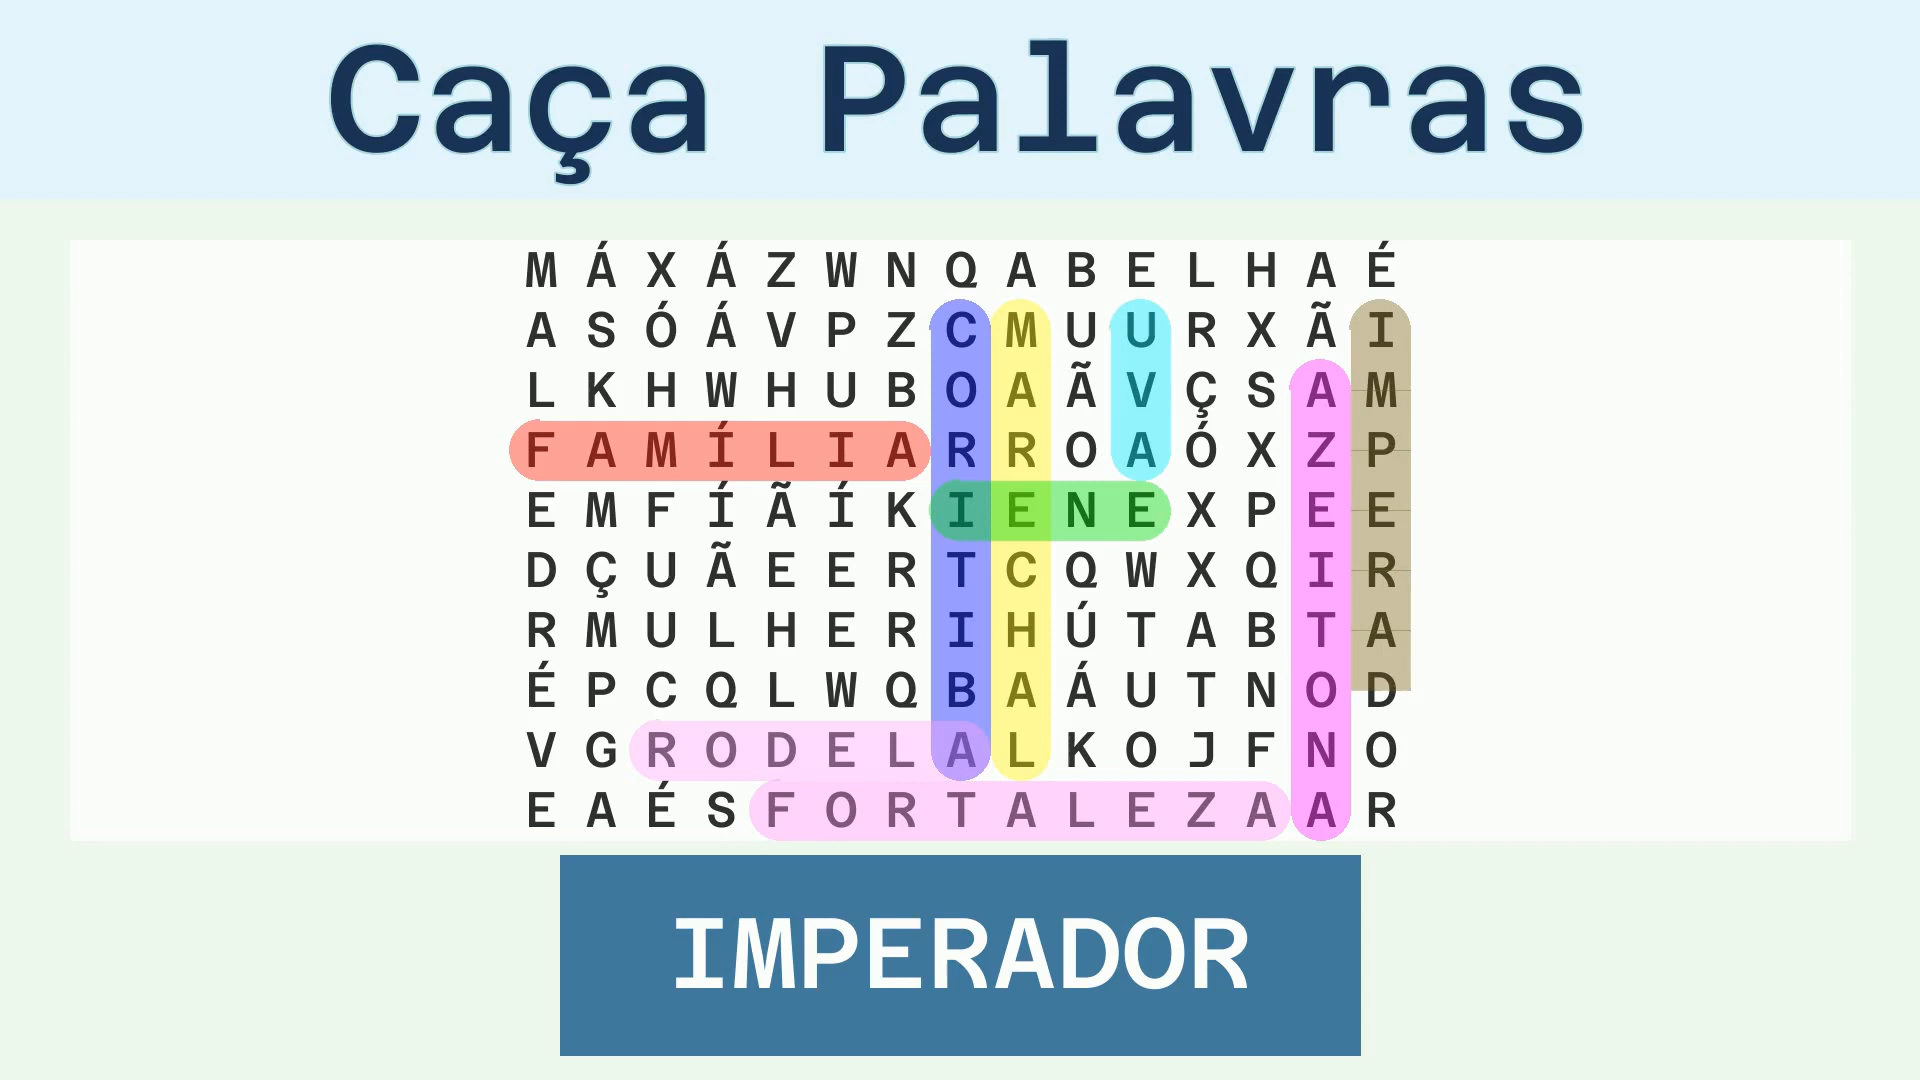 Caça Palavras
M Á X Á Z W N Q A B E L H A É
A S Ó Á V P Z C M U U R X Ã I
L K H W H U B O A Ã V Ç S A M
F A M Í L I A R R O A Ó X Z P
E M F Í Ã Í K I E N E X P E E
D Ç U Ã E E R T C Q W X Q I R
R M U L H E R I H Ú T A B T A
É P C Q L W Q B A Á U T N O D
V G R O D E L A L K O J F N O
E A É S F O R T A L E Z A A R
IMPERADOR